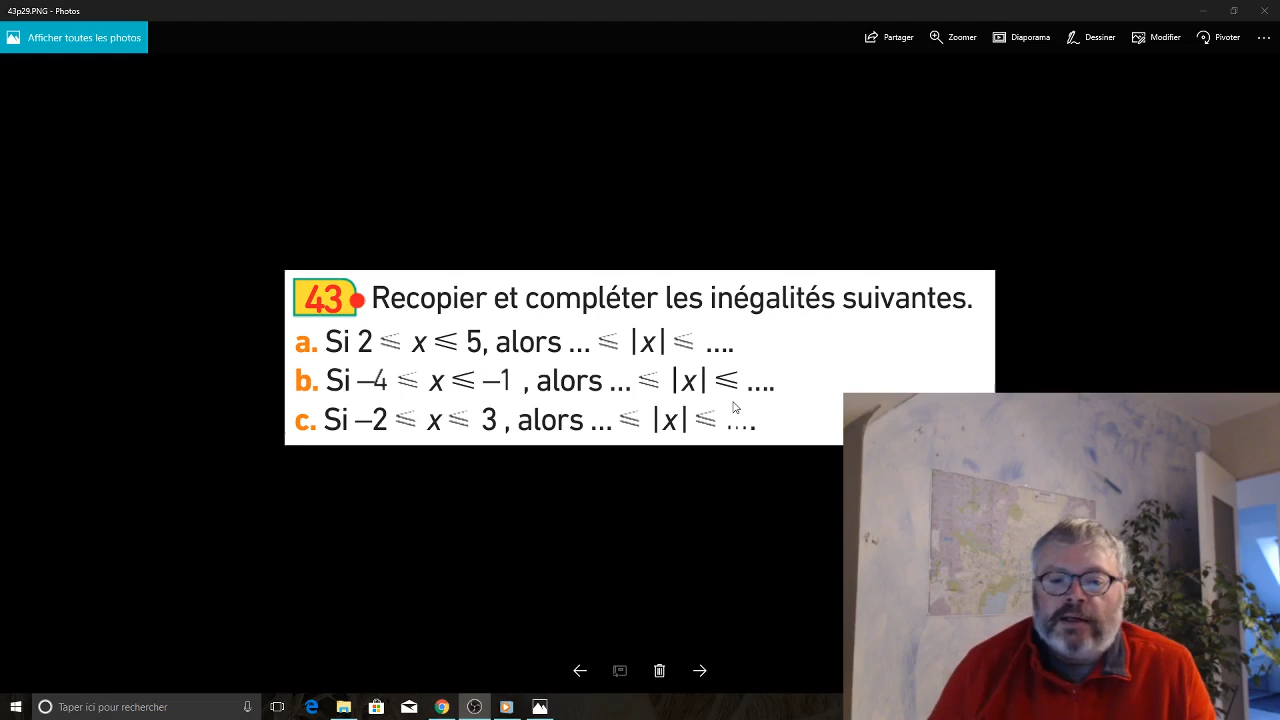 43p29.PNG - Photos
Afficher toutes les photos
Partager
Zoomer
Diaporama
Dessiner
Modifier
Pivoter
43 Recopier et compléter les inégalités suivantes.
a. Si 2 ⩽ x ⩽ 5, alors ... ⩽ |x| ⩽ ....
b. Si –4 ⩽ x ⩽ –1 , alors ... ⩽ |x| ⩽ ....
c. Si –2 ⩽ x ⩽ 3 , alors ... ⩽ |x| ⩽ ....
Taper ici pour rechercher